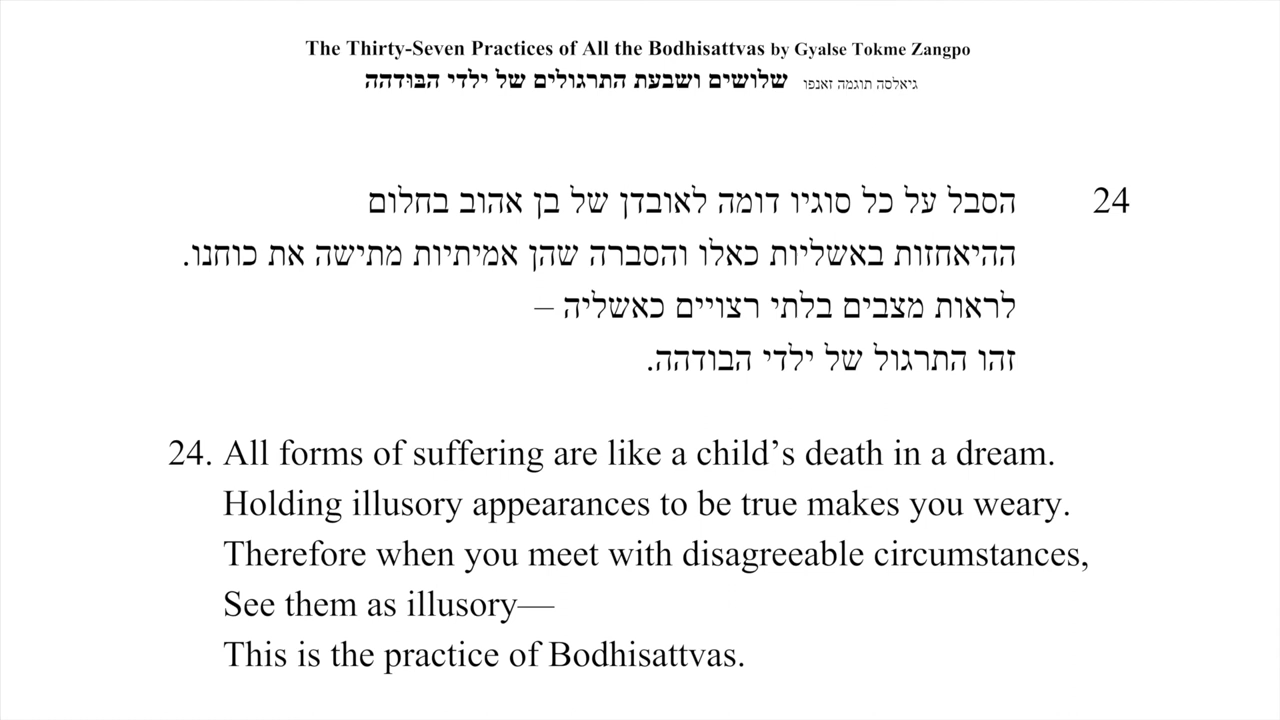 The Thirty-Seven Practices of All the Bodhisattvas by Gyalse Tokme Zangpo
שלושים ושבעת התרגולים של ילדי הבּוּדהה גיאלסה תוגמה זאנפו
24 הסבל על כל סוגיו דומה לאובדן של בן אהוב בחלום
ההיאחזות באשליות כאלו והסברה שהן אמיתיות מתישה את כוחנו.
לראות מצבים בלתי רצויים כאשליה –
זהו התרגול של ילדי הבודהה.
24. All forms of suffering are like a child’s death in a dream.
Holding illusory appearances to be true makes you weary.
Therefore when you meet with disagreeable circumstances,
See them as illusory—
This is the practice of Bodhisattvas.